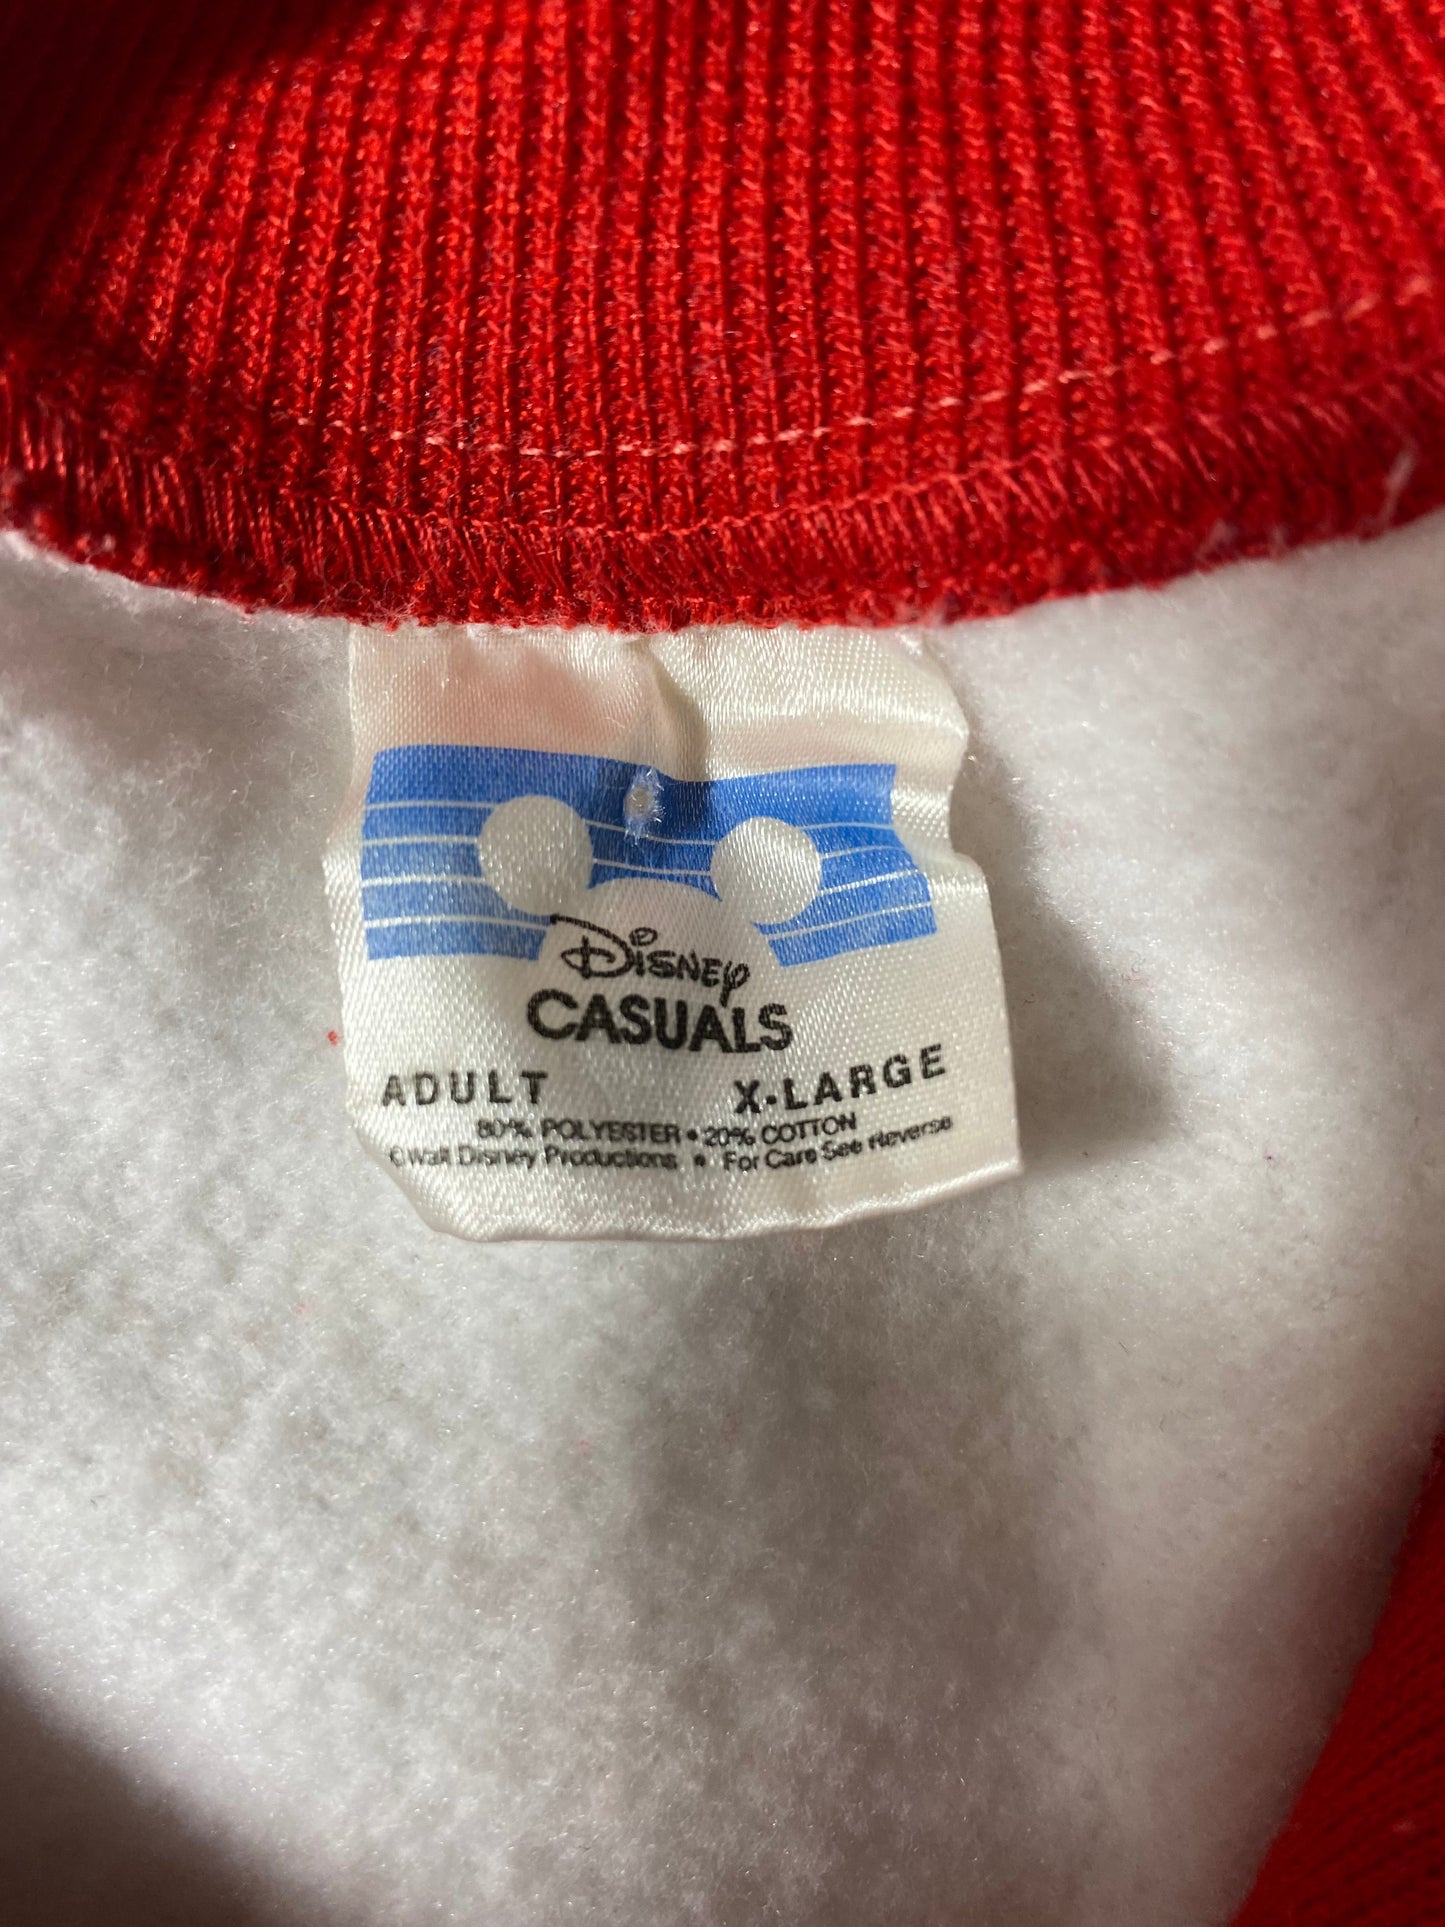 Disney
CASUALS
ADULT X-LARGE
80% POLYESTER • 20% COTTON
©Walt Disney Productions • For Care See Reverse